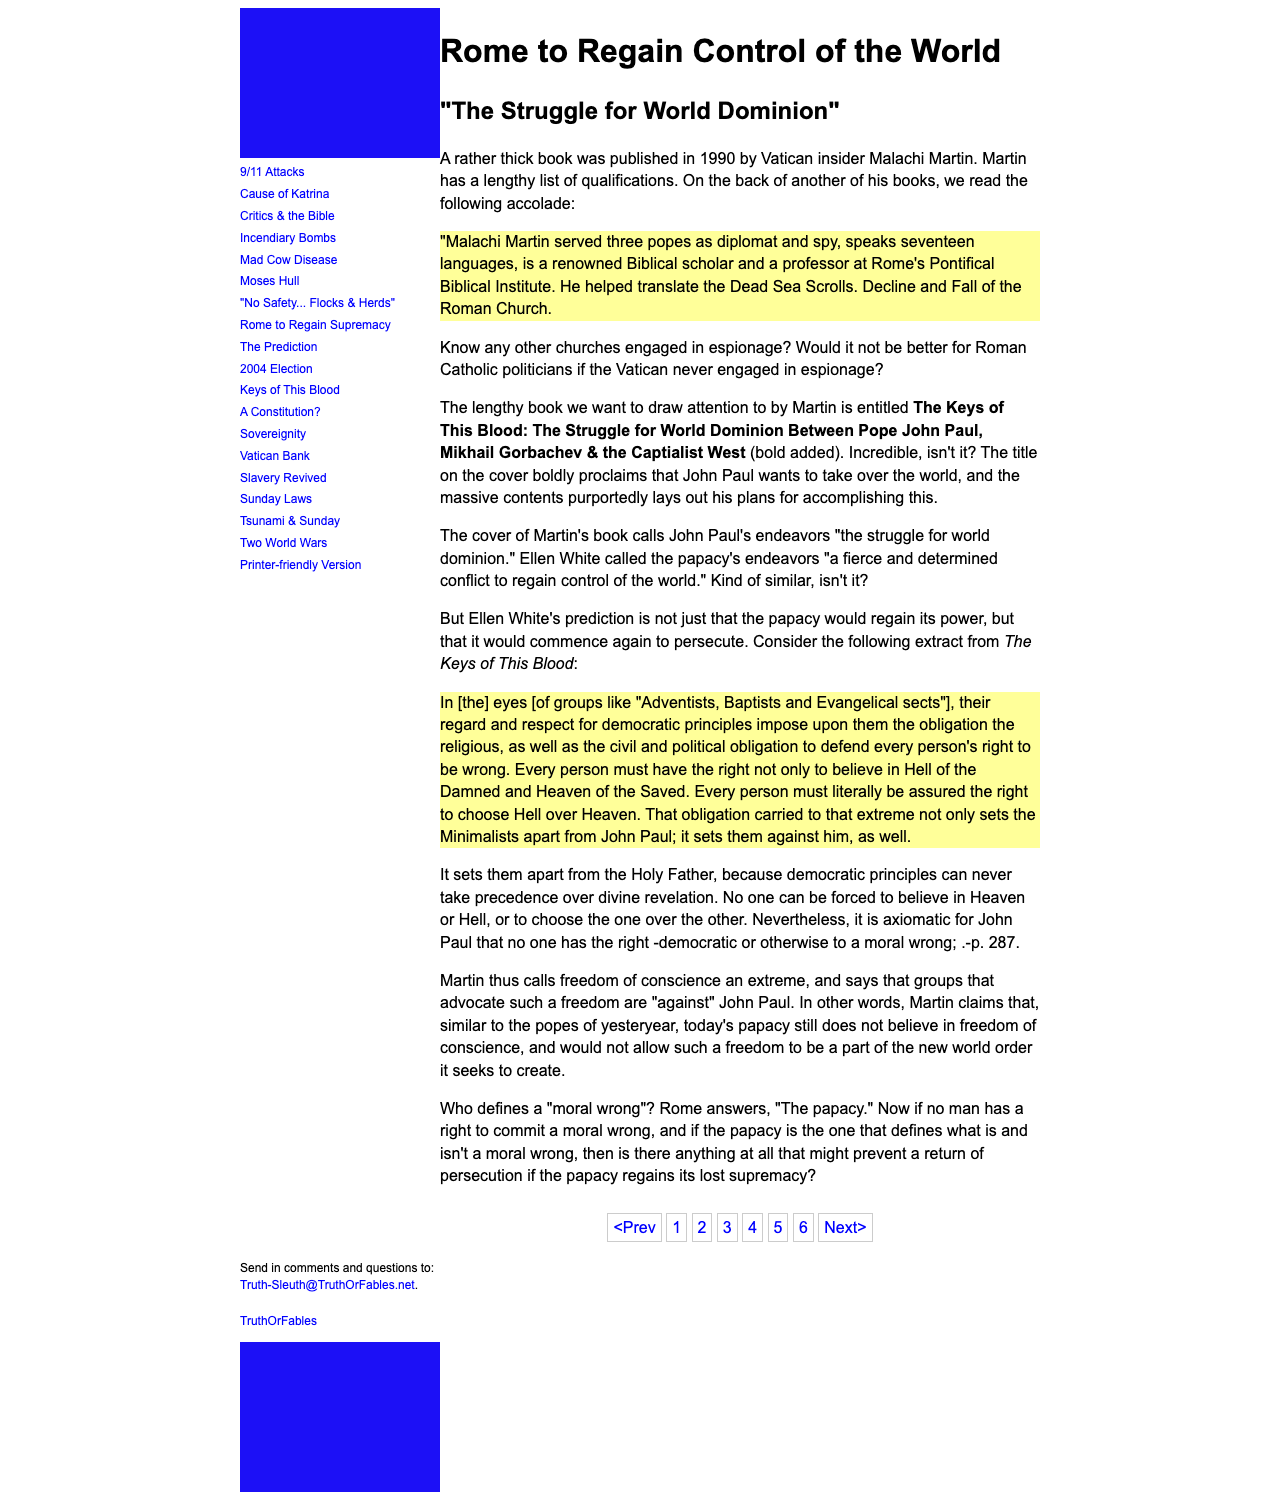 Rome to Regain Control of the World
"The Struggle for World Dominion"
A rather thick book was published in 1990 by Vatican insider Malachi Martin. Martin
has a lengthy list of qualifications. On the back of another of his books, we read the
following accolade:
"Malachi Martin served three popes as diplomat and spy, speaks seventeen
languages, is a renowned Biblical scholar and a professor at Rome's Pontifical
Biblical Institute. He helped translate the Dead Sea Scrolls. Decline and Fall of the
Roman Church.
Know any other churches engaged in espionage? Would it not be better for Roman
Catholic politicians if the Vatican never engaged in espionage?
The lengthy book we want to draw attention to by Martin is entitled The Keys of
This Blood: The Struggle for World Dominion Between Pope John Paul,
Mikhail Gorbachev & the Captialist West (bold added). Incredible, isn't it? The title
on the cover boldly proclaims that John Paul wants to take over the world, and the
massive contents purportedly lays out his plans for accomplishing this.
The cover of Martin's book calls John Paul's endeavors "the struggle for world
dominion." Ellen White called the papacy's endeavors "a fierce and determined
conflict to regain control of the world." Kind of similar, isn't it?
But Ellen White's prediction is not just that the papacy would regain its power, but
that it would commence again to persecute. Consider the following extract from The
Keys of This Blood:
In [the] eyes [of groups like "Adventists, Baptists and Evangelical sects"], their
regard and respect for democratic principles impose upon them the obligation the
religious, as well as the civil and political obligation to defend every person's right to
be wrong. Every person must have the right not only to believe in Hell of the
Damned and Heaven of the Saved. Every person must literally be assured the right
to choose Hell over Heaven. That obligation carried to that extreme not only sets the
Minimalists apart from John Paul; it sets them against him, as well.
It sets them apart from the Holy Father, because democratic principles can never
take precedence over divine revelation. No one can be forced to believe in Heaven
or Hell, or to choose the one over the other. Nevertheless, it is axiomatic for John
Paul that no one has the right -democratic or otherwise to a moral wrong; .-p. 287.
Martin thus calls freedom of conscience an extreme, and says that groups that
advocate such a freedom are "against" John Paul. In other words, Martin claims that,
similar to the popes of yesteryear, today's papacy still does not believe in freedom of
conscience, and would not allow such a freedom to be a part of the new world order
it seeks to create.
Who defines a "moral wrong"? Rome answers, "The papacy." Now if no man has a
right to commit a moral wrong, and if the papacy is the one that defines what is and
isn't a moral wrong, then is there anything at all that might prevent a return of
persecution if the papacy regains its lost supremacy?
<Prev 1 2 3 4 5 6 Next>
9/11 Attacks
Cause of Katrina
Critics & the Bible
Incendiary Bombs
Mad Cow Disease
Moses Hull
"No Safety... Flocks & Herds"
Rome to Regain Supremacy
The Prediction
2004 Election
Keys of This Blood
A Constitution?
Sovereignity
Vatican Bank
Slavery Revived
Sunday Laws
Tsunami & Sunday
Two World Wars
Printer-friendly Version
Send in comments and questions to:
Truth-Sleuth@TruthOrFables.net.
TruthOrFables